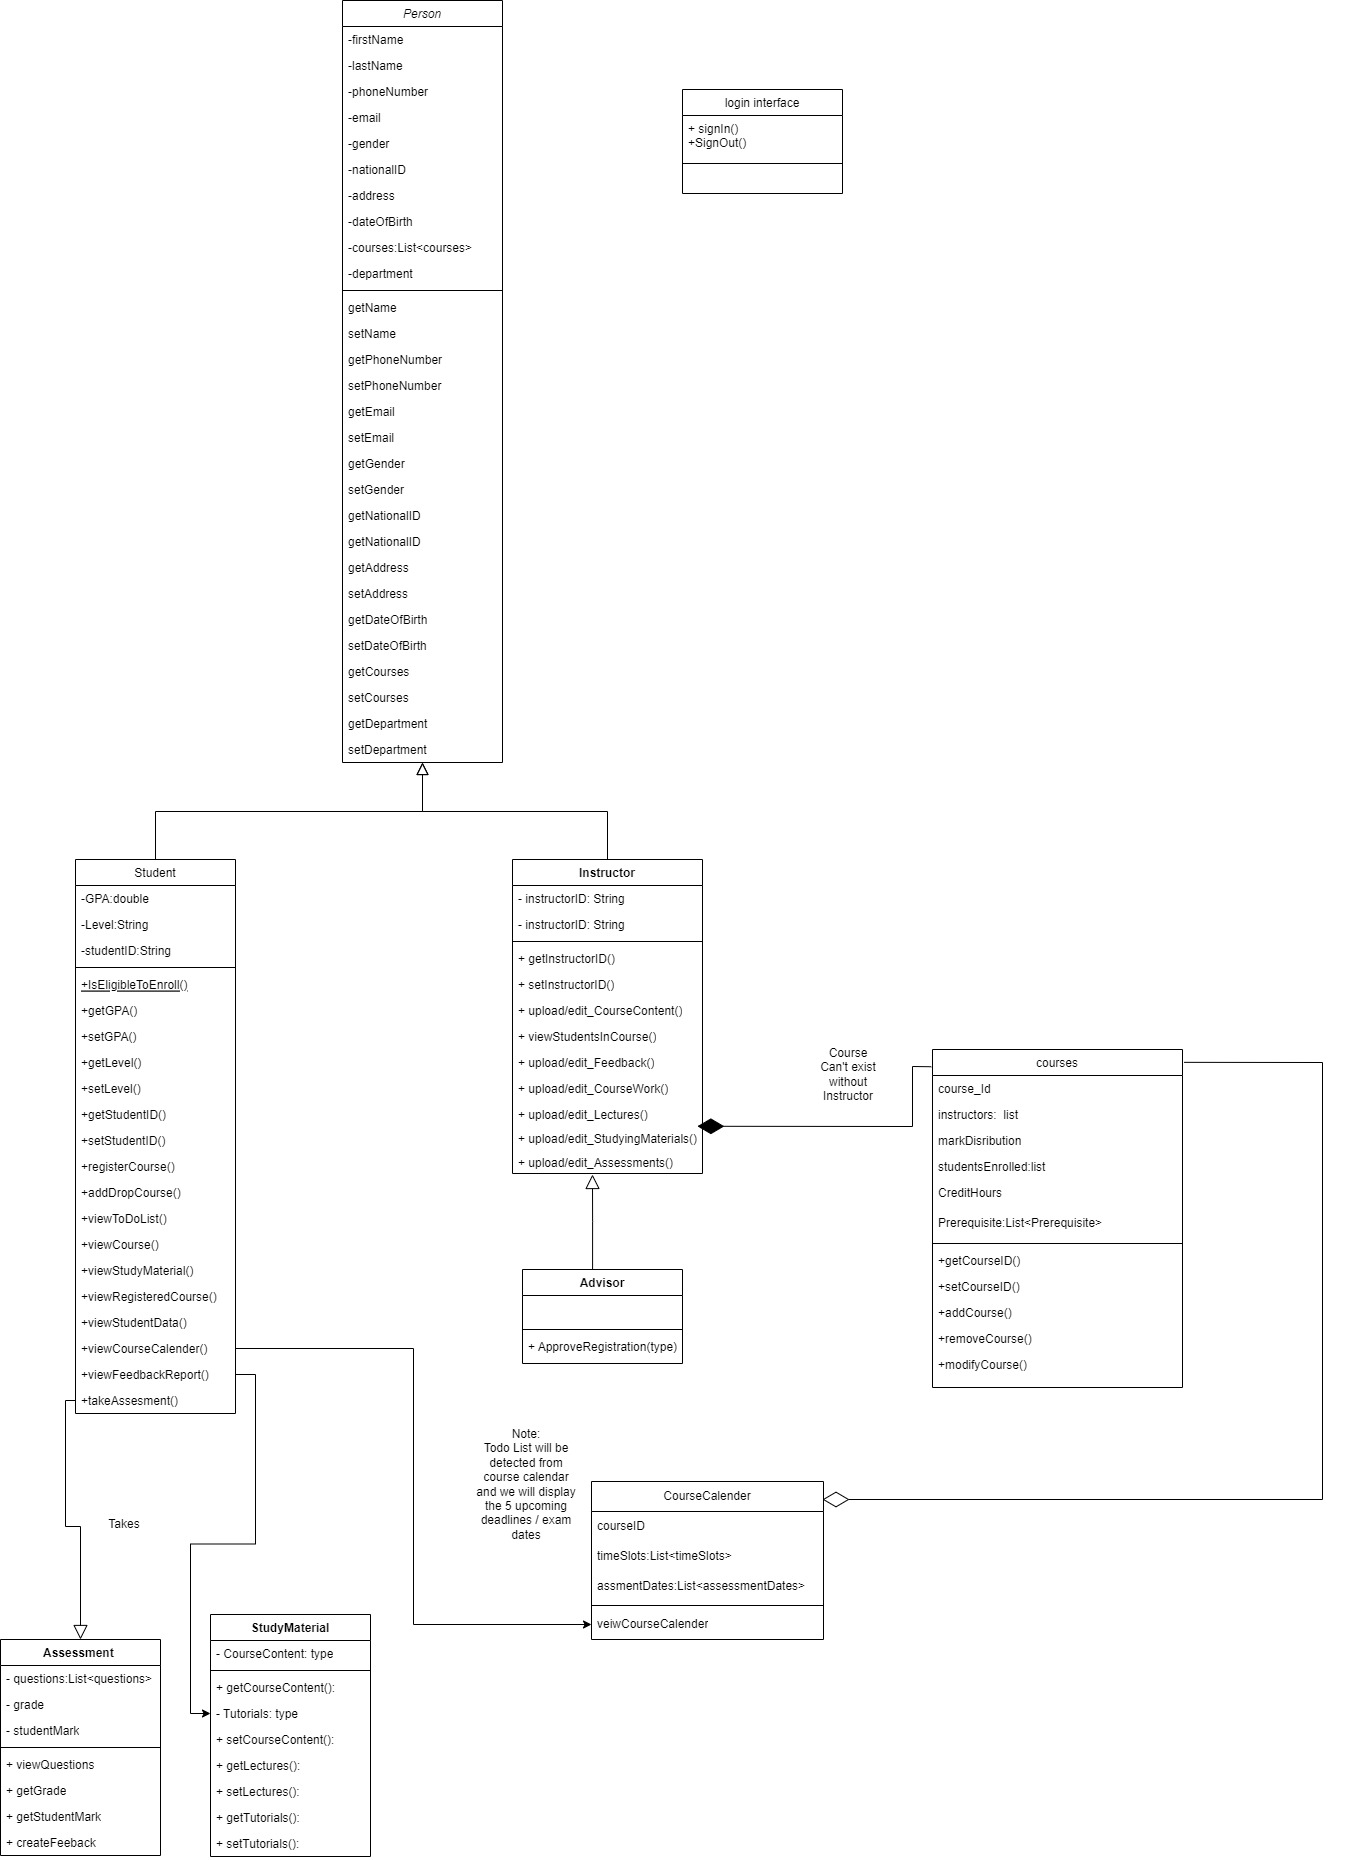 Person
-firstName
-lastName
-phoneNumber
-email
-gender
-nationalID
-address
-dateOfBirth
-courses:List<courses>
-department
getName
setName
getPhoneNumber
setPhoneNumber
getEmail
setEmail
getGender
setGender
getNationalID
getNationalID
getAddress
setAddress
getDateOfBirth
setDateOfBirth
getCourses
setCourses
getDepartment
setDepartment
login interface
+ signIn()
+SignOut()
Student
-GPA:double
-Level:String
-studentID:String
+IsEligibleToEnroll()
+getGPA()
+setGPA()
+getLevel()
+setLevel()
+getStudentID()
+setStudentID()
+registerCourse()
+addDropCourse()
+viewToDoList()
+viewCourse()
+viewStudyMaterial()
+viewRegisteredCourse()
+viewStudentData()
+viewCourseCalender()
+viewFeedbackReport()
+takeAssesment()
Instructor
- instructorID: String
- instructorID: String
+ getInstructorID()
+ setInstructorID()
+ upload/edit_CourseContent()
+ viewStudentsInCourse()
+ upload/edit_Feedback()
+ upload/edit_CourseWork()
+ upload/edit_Lectures()
+ upload/edit_StudyingMaterials()
+ upload/edit_Assessments()
Course
Can't exist
without
Instructor
courses
course_Id
instructors:  list
markDisribution
studentsEnrolled:list
CreditHours
Prerequisite:List<Prerequisite>
+getCourseID()
+setCourseID()
+addCourse()
+removeCourse()
+modifyCourse()
Advisor
+ ApproveRegistration(type)
Note:
Todo List will be
detected from
course calendar
and we will display
the 5 upcoming
deadlines / exam
dates
CourseCalender
courseID
timeSlots:List<timeSlots>
assmentDates:List<assessmentDates>
veiwCourseCalender
Takes
Assessment
- questions:List<questions>
- grade
- studentMark
+ viewQuestions
+ getGrade
+ getStudentMark
+ createFeeback
StudyMaterial
- CourseContent: type
+ getCourseContent():
- Tutorials: type
+ setCourseContent():
+ getLectures():
+ setLectures():
+ getTutorials():
+ setTutorials():